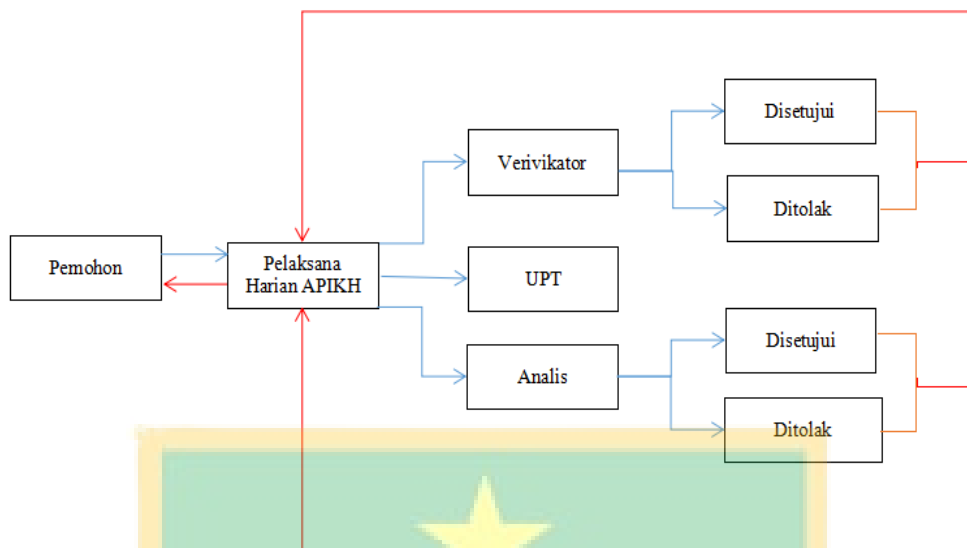 Disetujui
Verivikator
Ditolak
Pemohon
Pelaksana
Harian APIKH
UPT
Disetujui
Analis
Ditolak